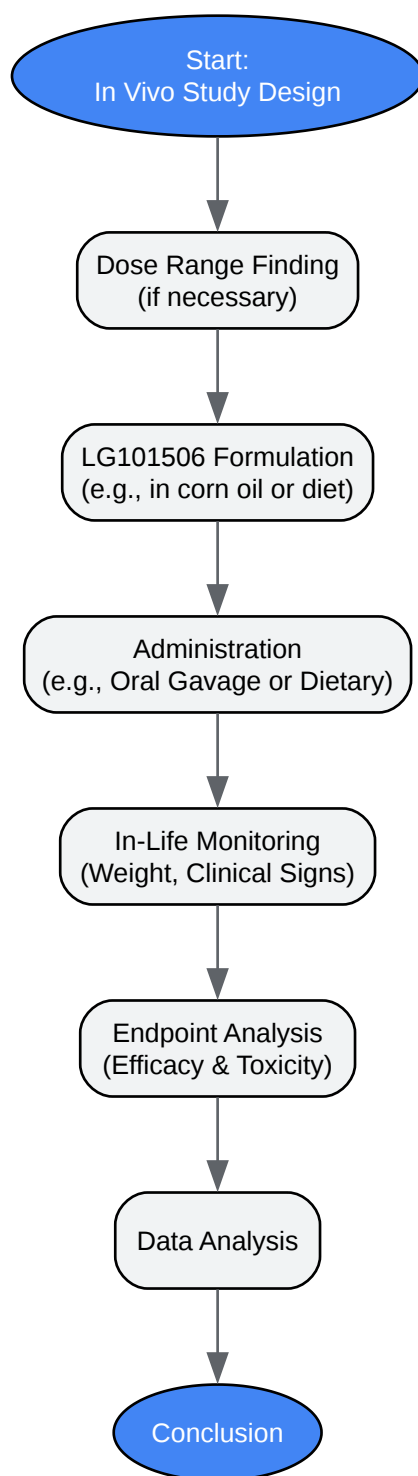 Start:
In Vivo Study Design
Dose Range Finding
(if necessary)
LG101506 Formulation
(e.g., in corn oil or diet)
Administration
(e.g., Oral Gavage or Dietary)
In-Life Monitoring
(Weight, Clinical Signs)
Endpoint Analysis
(Efficacy & Toxicity)
Data Analysis
Conclusion